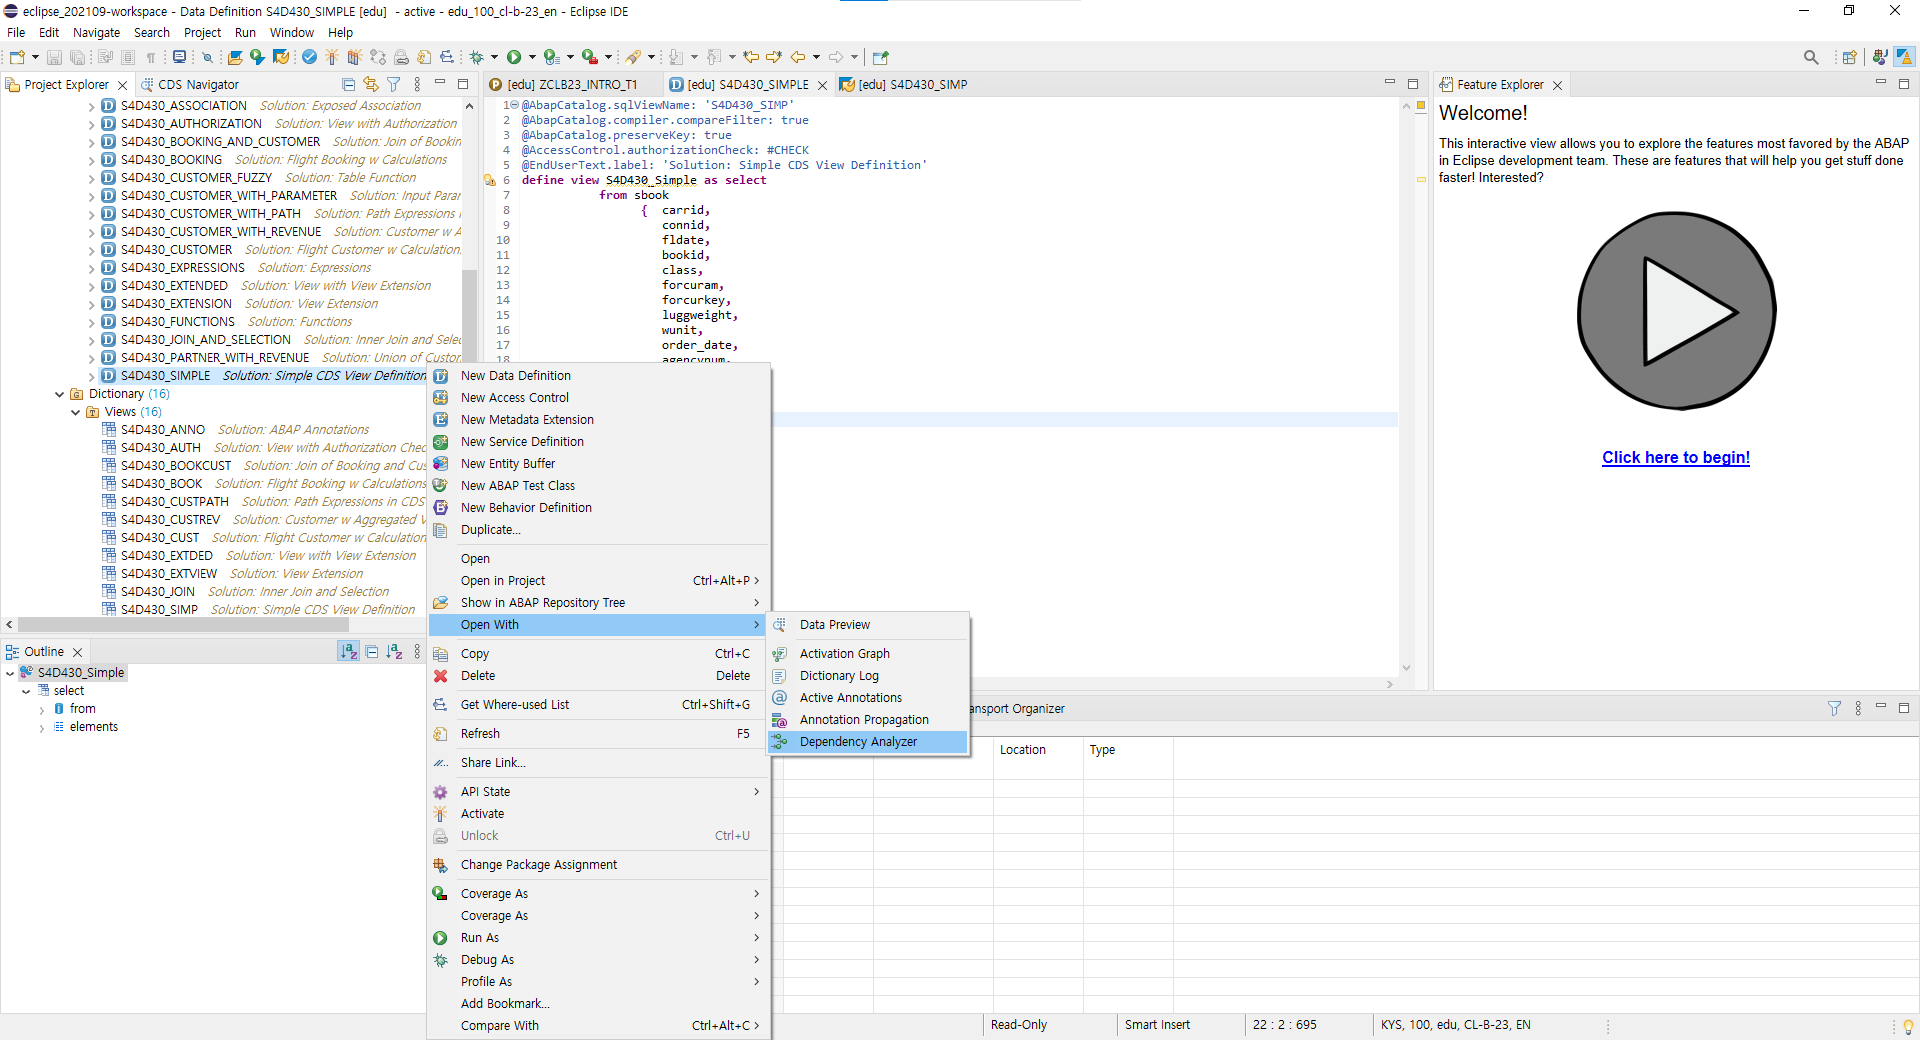 eclipse_202109-workspace - Data Definition S4D430_SIMPLE [edu]  - active - edu_100_cl-b-23_en - Eclipse IDE
File Edit Navigate Search Project Run Window Help
Project Explorer CDS Navigator
S4D430_ASSOCIATION Solution: Exposed Association
S4D430_AUTHORIZATION Solution: View with Authorization
S4D430_BOOKING_AND_CUSTOMER Solution: Join of Bookin
S4D430_BOOKING Solution: Flight Booking w Calculations
S4D430_CUSTOMER_FUZZY Solution: Table Function
S4D430_CUSTOMER_WITH_PARAMETER Solution: Input Parar
S4D430_CUSTOMER_WITH_PATH Solution: Path Expressions i
S4D430_CUSTOMER_WITH_REVENUE Solution: Customer w A
S4D430_CUSTOMER Solution: Flight Customer w Calculation
S4D430_EXPRESSIONS Solution: Expressions
S4D430_EXTENDED Solution: View with View Extension
S4D430_EXTENSION Solution: View Extension
S4D430_FUNCTIONS Solution: Functions
S4D430_JOIN_AND_SELECTION Solution: Inner Join and Selec
S4D430_PARTNER_WITH_REVENUE Solution: Union of Custor
S4D430_SIMPLE Solution: Simple CDS View Definition
Dictionary (16)
Views (16)
S4D430_ANNO Solution: ABAP Annotations
S4D430_AUTH Solution: View with Authorization Chec
S4D430_BOOKCUST Solution: Join of Booking and Cus
S4D430_BOOK Solution: Flight Booking w Calculations
S4D430_CUSTPATH Solution: Path Expressions in CDS
S4D430_CUSTREV Solution: Customer w Aggregated V
S4D430_CUST Solution: Flight Customer w Calculation
S4D430_EXTDED Solution: View with View Extension
S4D430_EXTVIEW Solution: View Extension
S4D430_JOIN Solution: Inner Join and Selection
S4D430_SIMP Solution: Simple CDS View Definition
Outline
S4D430_Simple
select
from
elements
[edu] ZCLB23_INTRO_T1 [edu] S4D430_SIMPLE [edu] S4D430_SIMP
1 @AbapCatalog.sqlViewName: 'S4D430_SIMP'
2 @AbapCatalog.compiler.compareFilter: true
3 @AbapCatalog.preserveKey: true
4 @AccessControl.authorizationCheck: #CHECK
5 @EndUserText.label: 'Solution: Simple CDS View Definition'
6 define view S4D430_Simple as select
7 from sbook
8 { carrid,
9 connid,
10 fldate,
11 bookid,
12 class,
13 forcuram,
14 forcurkey,
15 luggweight,
16 wunit,
17 order_date,
18 agencynum,
New Data Definition
New Access Control
New Metadata Extension
New Service Definition
New Entity Buffer
New ABAP Test Class
New Behavior Definition
Duplicate...
Open
Open in Project Ctrl+Alt+P >
Show in ABAP Repository Tree >
Open With >
Copy Ctrl+C
Delete Delete
Get Where-used List Ctrl+Shift+G
Refresh F5
Share Link...
API State >
Activate
Unlock Ctrl+U
Change Package Assignment
Coverage As >
Coverage As >
Run As >
Debug As >
Profile As >
Add Bookmark...
Compare With Ctrl+Alt+C >
Data Preview
Activation Graph
Dictionary Log
Active Annotations
Annotation Propagation
Dependency Analyzer
Feature Explorer
Welcome!
This interactive view allows you to explore the features most favored by the ABAP
in Eclipse development team. These are features that will help you get stuff done
faster! Interested?
Click here to begin!
ansport Organizer
Location Type
Read-Only Smart Insert 22 : 2 : 695 KYS, 100, edu, CL-B-23, EN